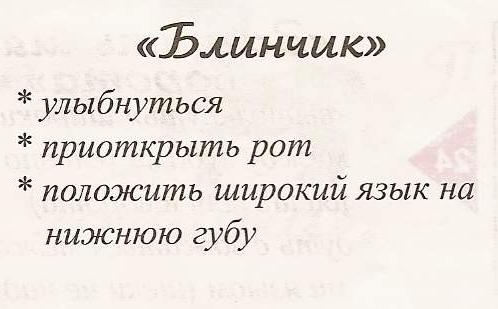 «Блинчик»
* улыбнуться
* приоткрыть рот
* положить широкий язык на
нижнюю губу